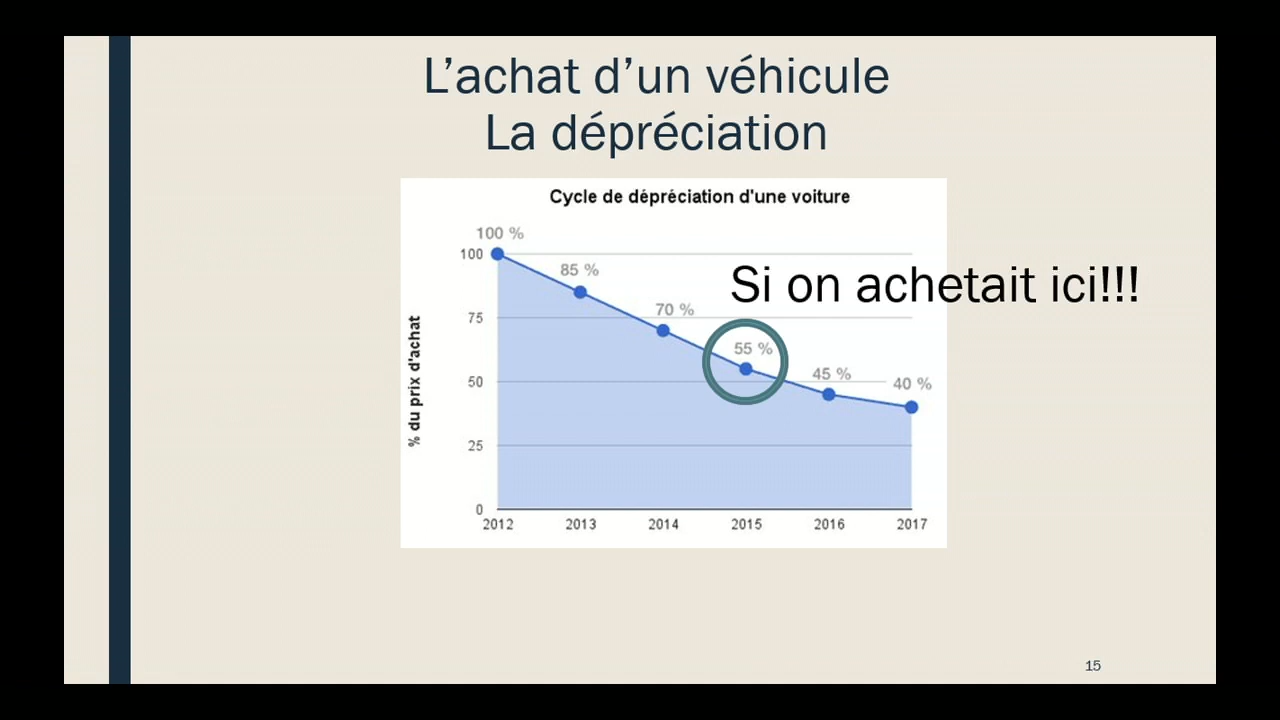 L’achat d’un véhicule
La dépréciation
Cycle de dépréciation d'une voiture
100 %
100
85 %
Si on achetait ici!!!
70 %
75
55 %
45 %
40 %
50
% du prix d'achat
25
0
2012 2013 2014 2015 2016 2017
15